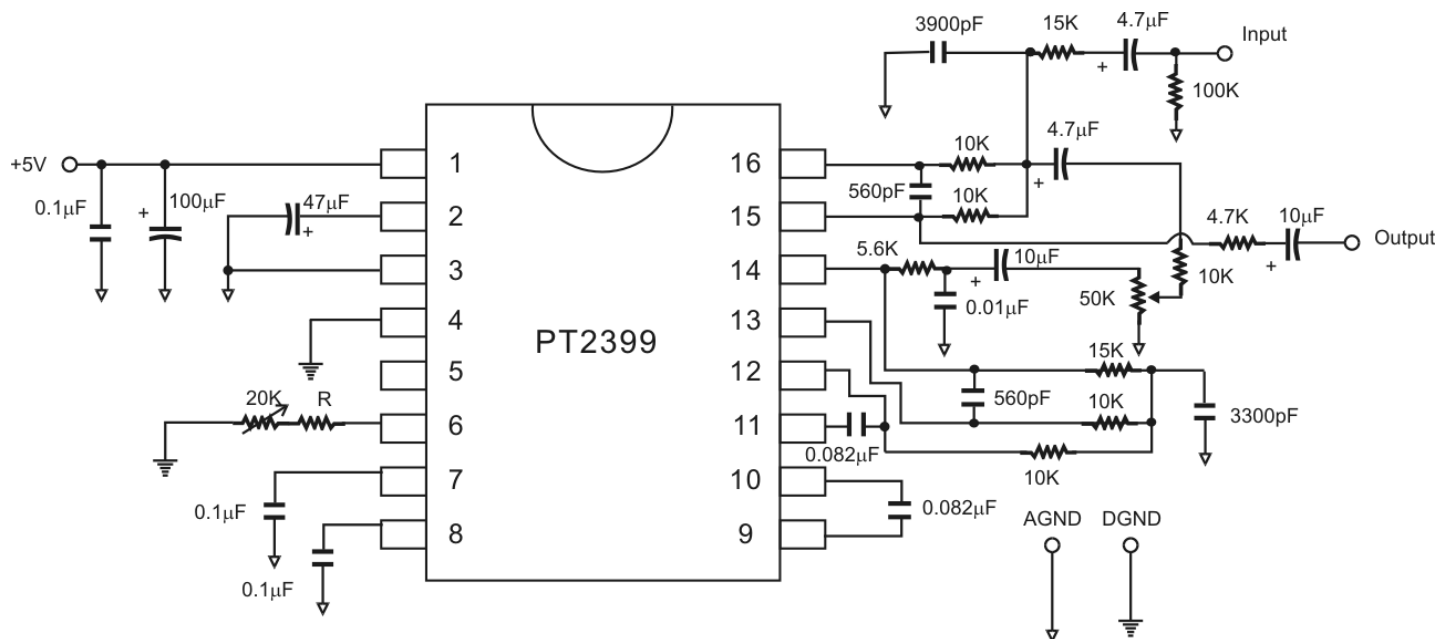 3900pF
15K
4.7μF
Input
100K
+
+5V
0.1μF
100μF
+
47μF
+
1
2
3
4
5
6
7
8
16
15
14
13
12
11
10
9
PT2399
10K
4.7μF
+
560pF
10K
4.7K
10μF
+
Output
5.6K
10μF
+
0.01μF
50K
10K
15K
560pF
10K
3300pF
0.082μF
10K
20K
R
0.1μF
0.1μF
0.082μF
AGND
DGND